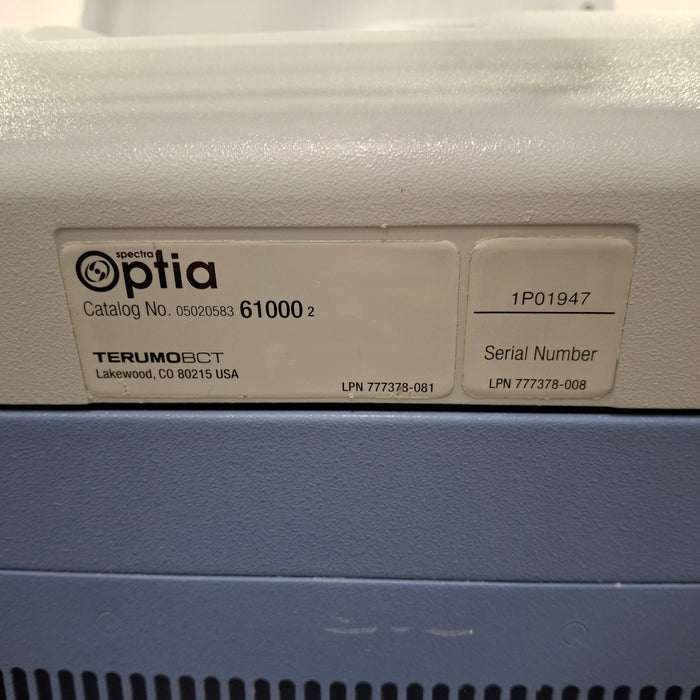 spectra
Optia
Catalog No. 05020583 61000 2
TERUMOBCT
Lakewood, CO 80215 USA
LPN 777378-081
1P01947
Serial Number
LPN 777378-008